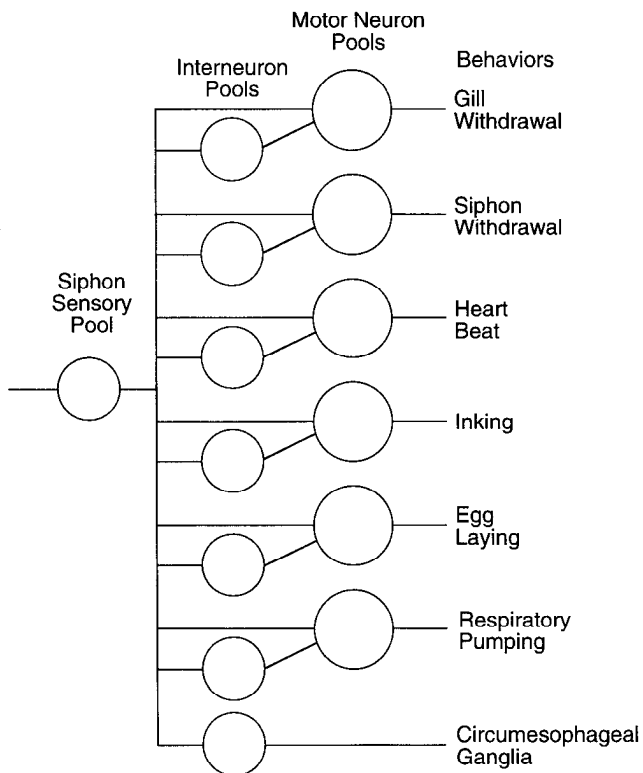 Motor Neuron
Pools
Interneuron
Pools
Behaviors
Gill
Withdrawal
Siphon
Withdrawal
Siphon
Sensory
Pool
Heart
Beat
Inking
Egg
Laying
Respiratory
Pumping
Circumesophageal
Ganglia